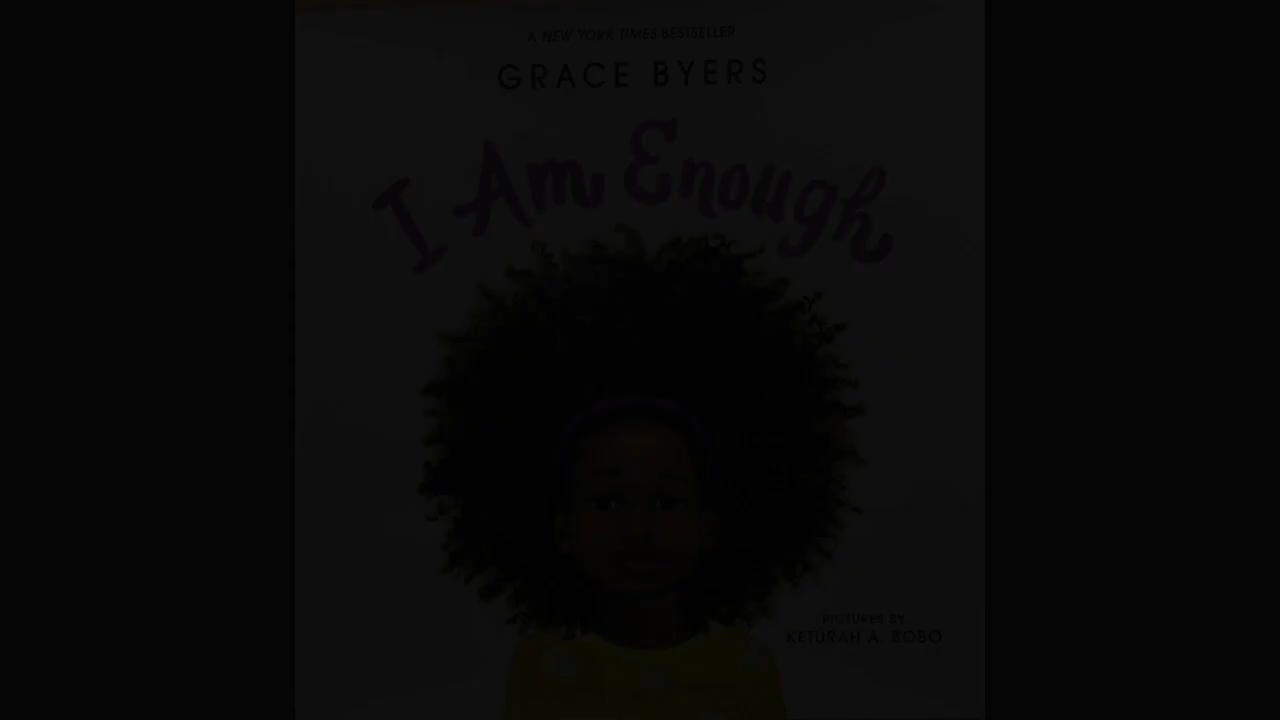 A NEW YORK TIMES BESTSELLER
GRACE BYERS
I Am Enough
PICTURES BY
KETURAH A. BOBO